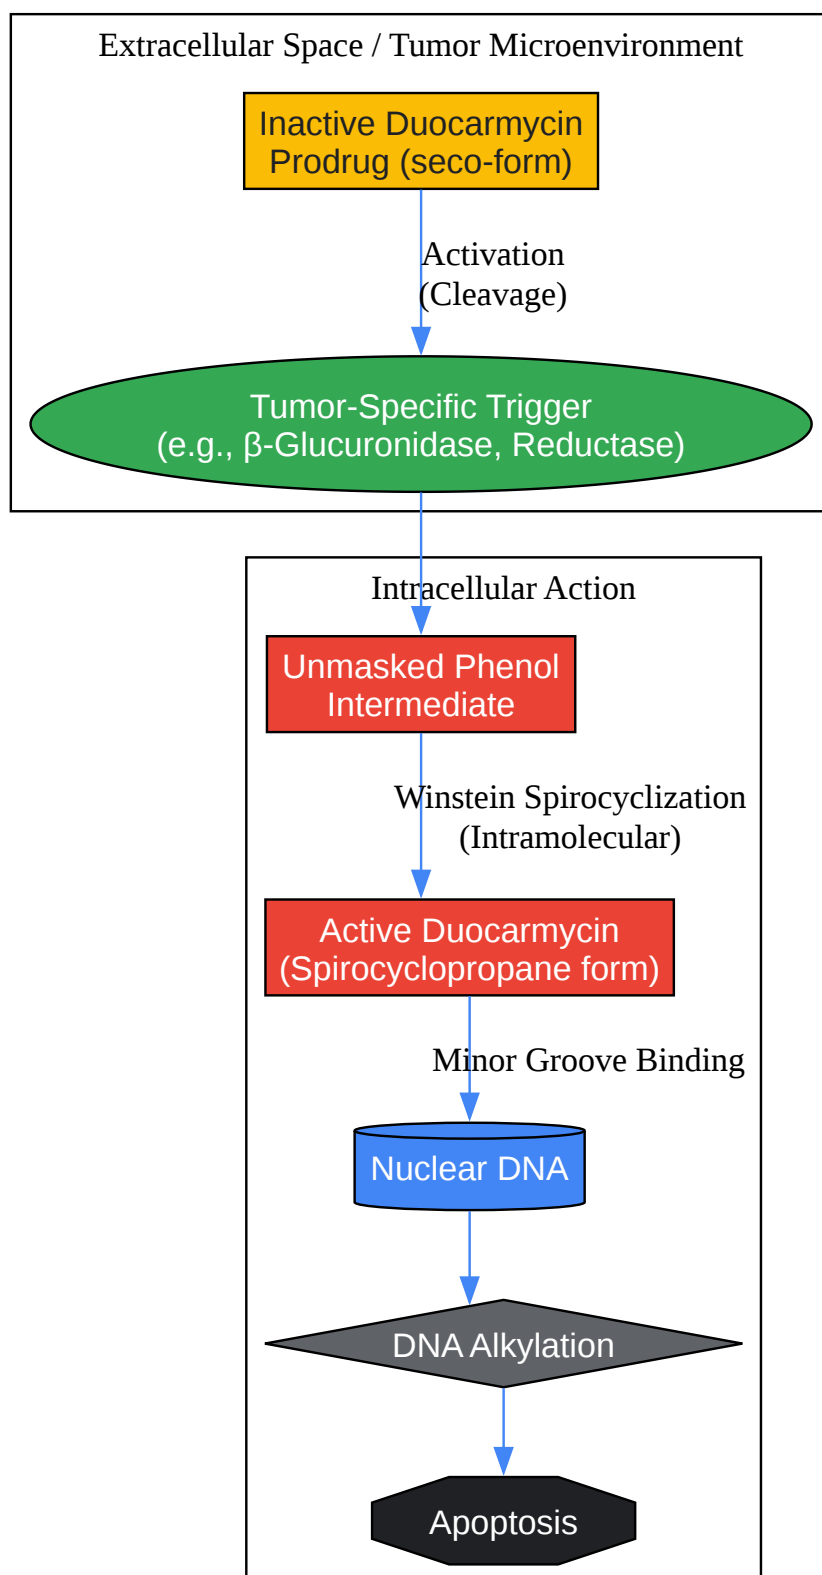 Extracellular Space / Tumor Microenvironment
Inactive Duocarmycin
Prodrug (seco-form)
Activation
(Cleavage)
Tumor-Specific Trigger
(e.g., β-Glucuronidase, Reductase)
Intracellular Action
Unmasked Phenol
Intermediate
Winstein Spirocyclization
(Intramolecular)
Active Duocarmycin
(Spirocyclopropane form)
Minor Groove Binding
Nuclear DNA
DNA Alkylation
Apoptosis